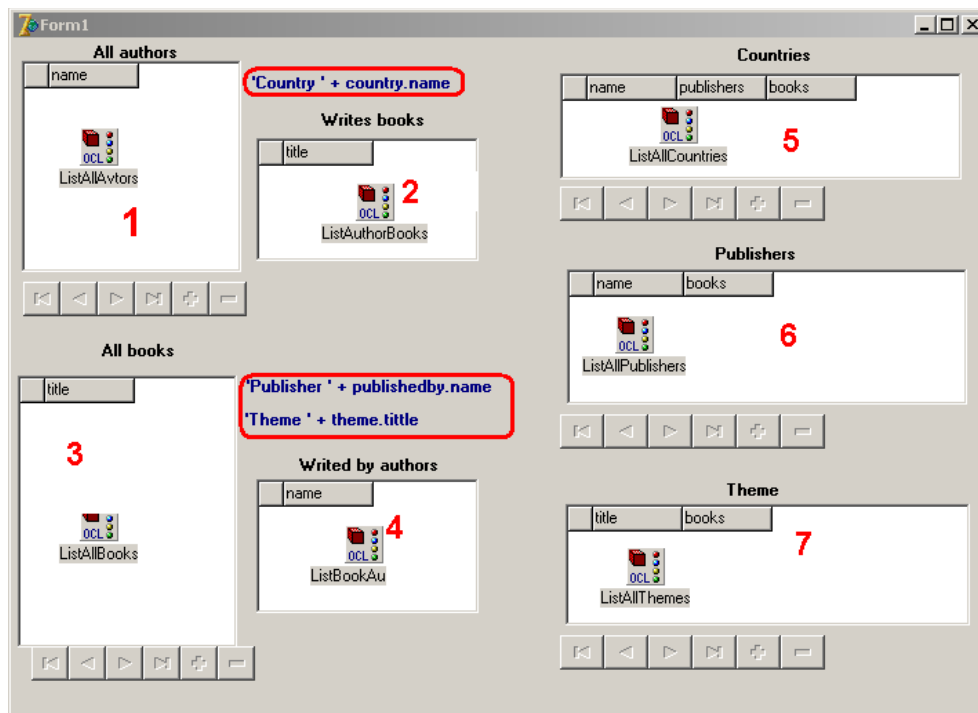 Form1
All authors
name
OCL
ListAllAvtors
1
'Country ' + country.name
Writes books
title
OCL
2
ListAuthorBooks
Countries
name publishers books
OCL
5
ListAllCountries
Publishers
name books
OCL
6
ListAllPublishers
All books
title
3
OCL
ListAllBooks
'Publisher ' + publishedby.name
'Theme ' + theme.tittle
Writed by authors
name
OCL
4
ListBookAu
Theme
title books
OCL
7
ListAllThemes